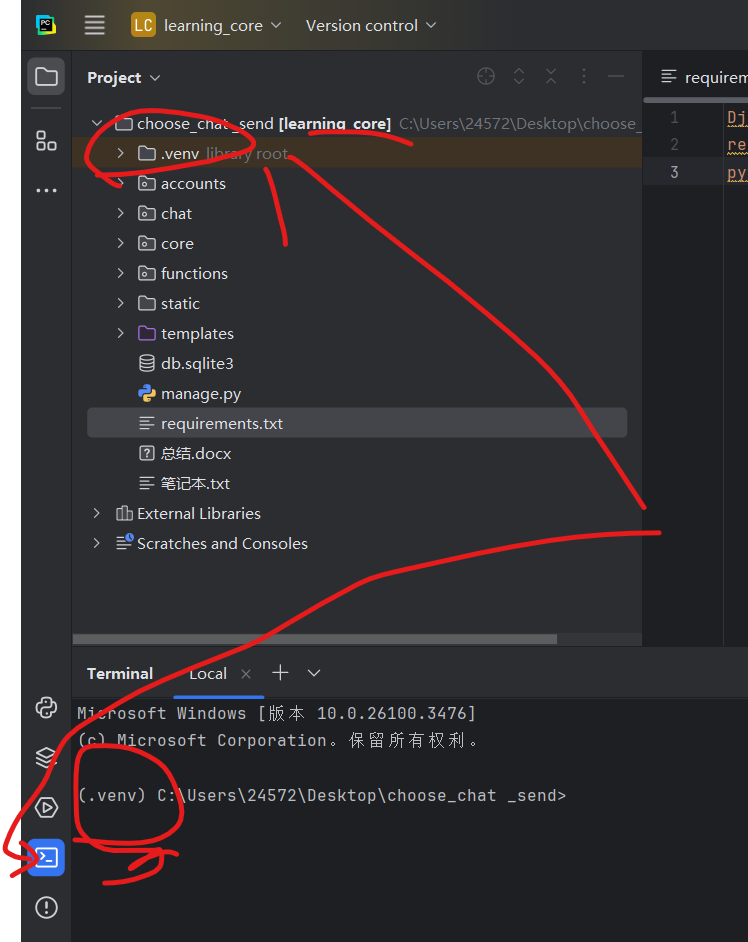 PC
LC learning_core Version control
Project
requirem
choose_chat _send [learning_core] C:\Users\24572\Desktop\choose_
.venv library root
accounts
chat
core
functions
static
templates
db.sqlite3
manage.py
requirements.txt
总结.docx
笔记本.txt
External Libraries
Scratches and Consoles
1 Dj
2 re
3 py
Terminal Local
Microsoft Windows [版本 10.0.26100.3476]
(c) Microsoft Corporation。保留所有权利。
(.venv) C:\Users\24572\Desktop\choose_chat _send>